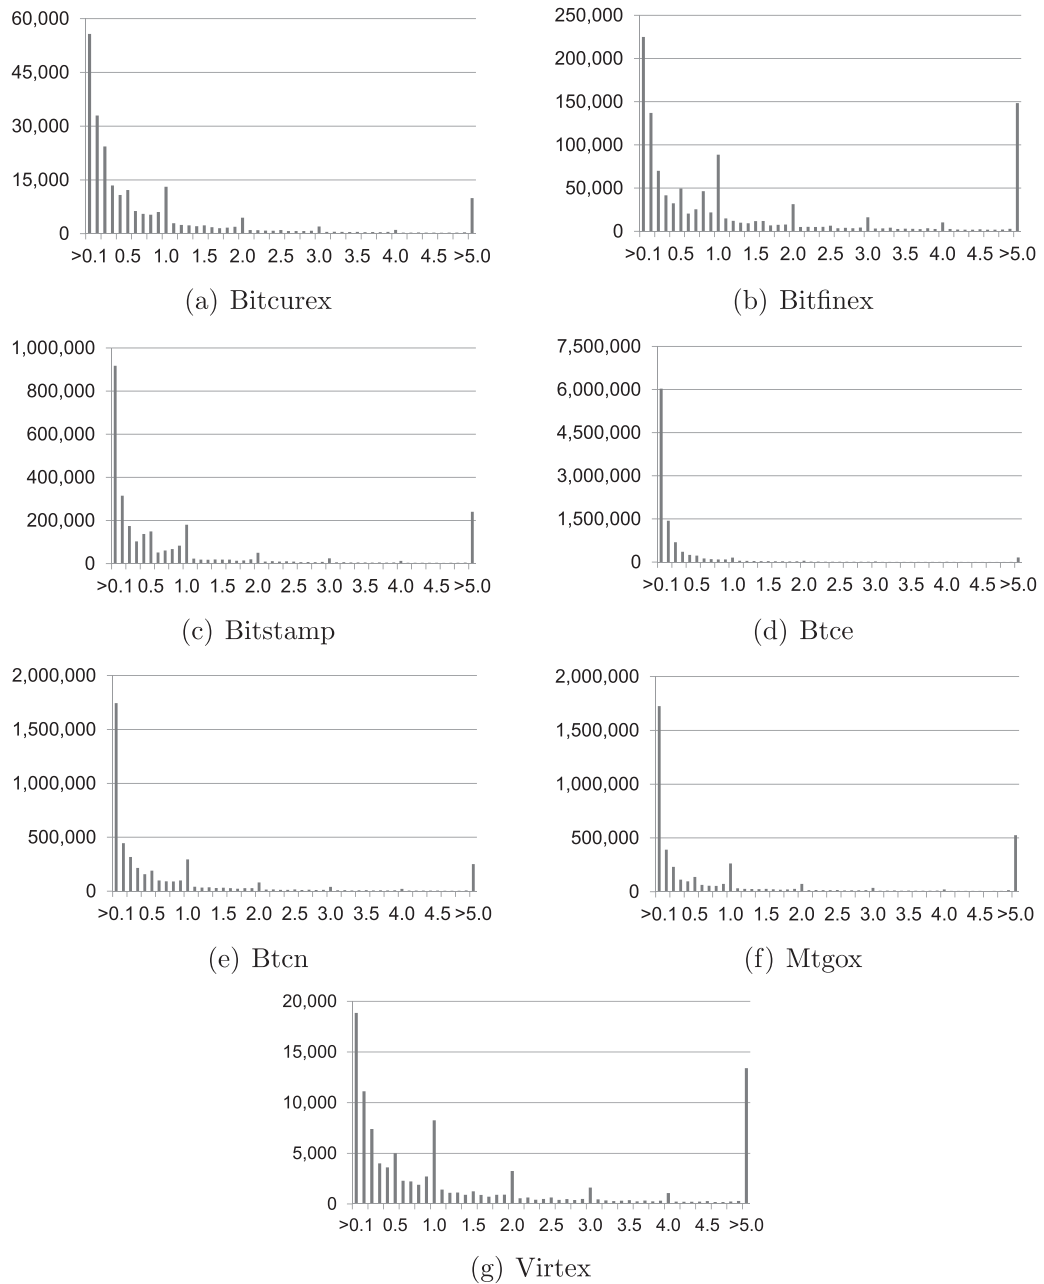 60,000
45,000
30,000
15,000
0
>0.1 0.5 1.0 1.5 2.0 2.5 3.0 3.5 4.0 4.5 >5.0
(a) Bitcurex
250,000
200,000
150,000
100,000
50,000
0
>0.1 0.5 1.0 1.5 2.0 2.5 3.0 3.5 4.0 4.5 >5.0
(b) Bitfinex
1,000,000
800,000
600,000
400,000
200,000
0
>0.1 0.5 1.0 1.5 2.0 2.5 3.0 3.5 4.0 4.5 >5.0
(c) Bitstamp
7,500,000
6,000,000
4,500,000
3,000,000
1,500,000
0
>0.1 0.5 1.0 1.5 2.0 2.5 3.0 3.5 4.0 4.5 >5.0
(d) Btce
2,000,000
1,500,000
1,000,000
500,000
0
>0.1 0.5 1.0 1.5 2.0 2.5 3.0 3.5 4.0 4.5 >5.0
(e) Btcn
2,000,000
1,500,000
1,000,000
500,000
0
>0.1 0.5 1.0 1.5 2.0 2.5 3.0 3.5 4.0 4.5 >5.0
(f) Mtgox
20,000
15,000
10,000
5,000
0
>0.1 0.5 1.0 1.5 2.0 2.5 3.0 3.5 4.0 4.5 >5.0
(g) Virtex